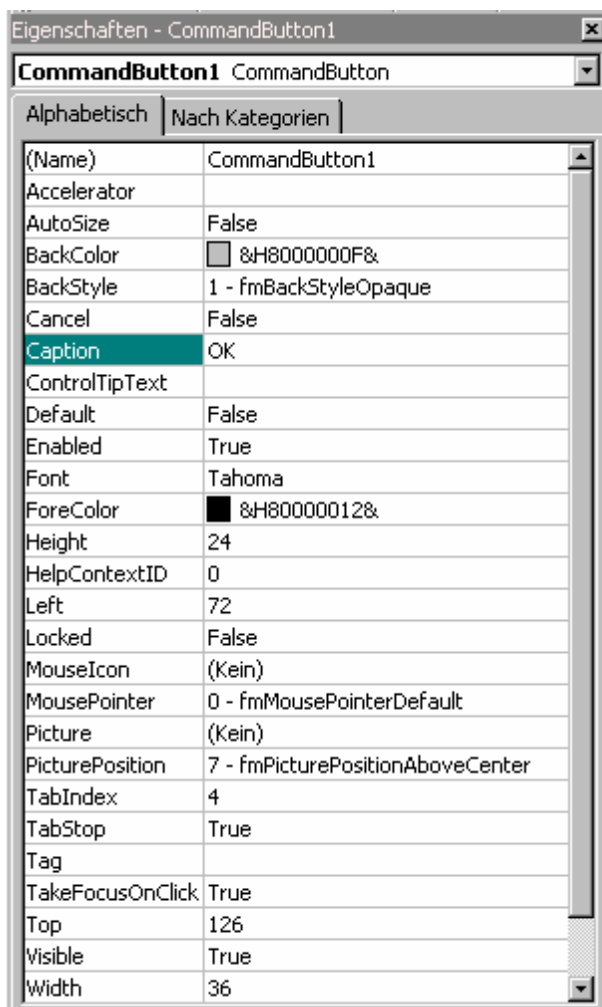 Eigenschaften - CommandButton1
CommandButton1 CommandButton
Alphabetisch Nach Kategorien
(Name) CommandButton1
Accelerator
AutoSize False
BackColor &H8000000F&
BackStyle 1 - fmBackStyleOpaque
Cancel False
Caption OK
ControlTipText
Default False
Enabled True
Font Tahoma
ForeColor &H80000012&
Height 24
HelpContextID 0
Left 72
Locked False
MouseIcon (Kein)
MousePointer 0 - fmMousePointerDefault
Picture (Kein)
PicturePosition 7 - fmPicturePositionAboveCenter
TabIndex 4
TabStop True
Tag
TakeFocusOnClick True
Top 126
Visible True
Width 36